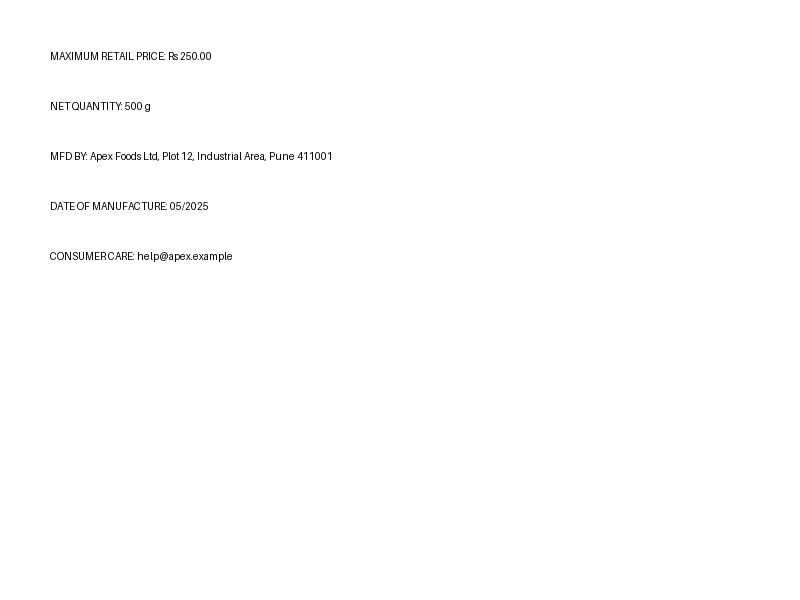 MAXIMUM RETAIL PRICE: Rs 250.00
NET QUANTITY: 500 g
MFD BY: Apex Foods Ltd, Plot 12, Industrial Area, Pune 411001
DATE OF MANUFACTURE: 05/2025
CONSUMER CARE: help@apex.example